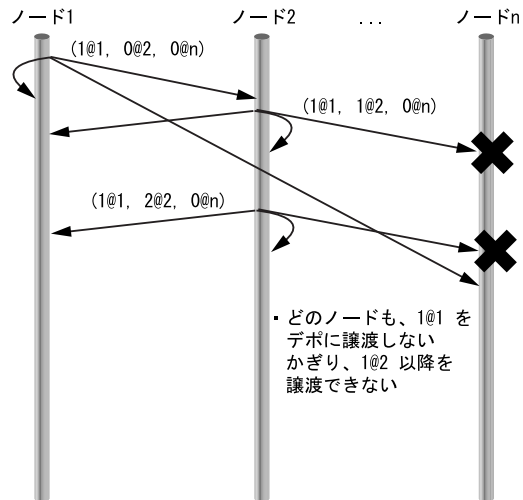 ノード1
ノード2
...
ノードn
(1@1, 0@2, 0@n)
(1@1, 1@2, 0@n)
(1@1, 2@2, 0@n)
・どのノードも、1@1 を
デポに譲渡しない
かぎり、1@2 以降を
譲渡できない